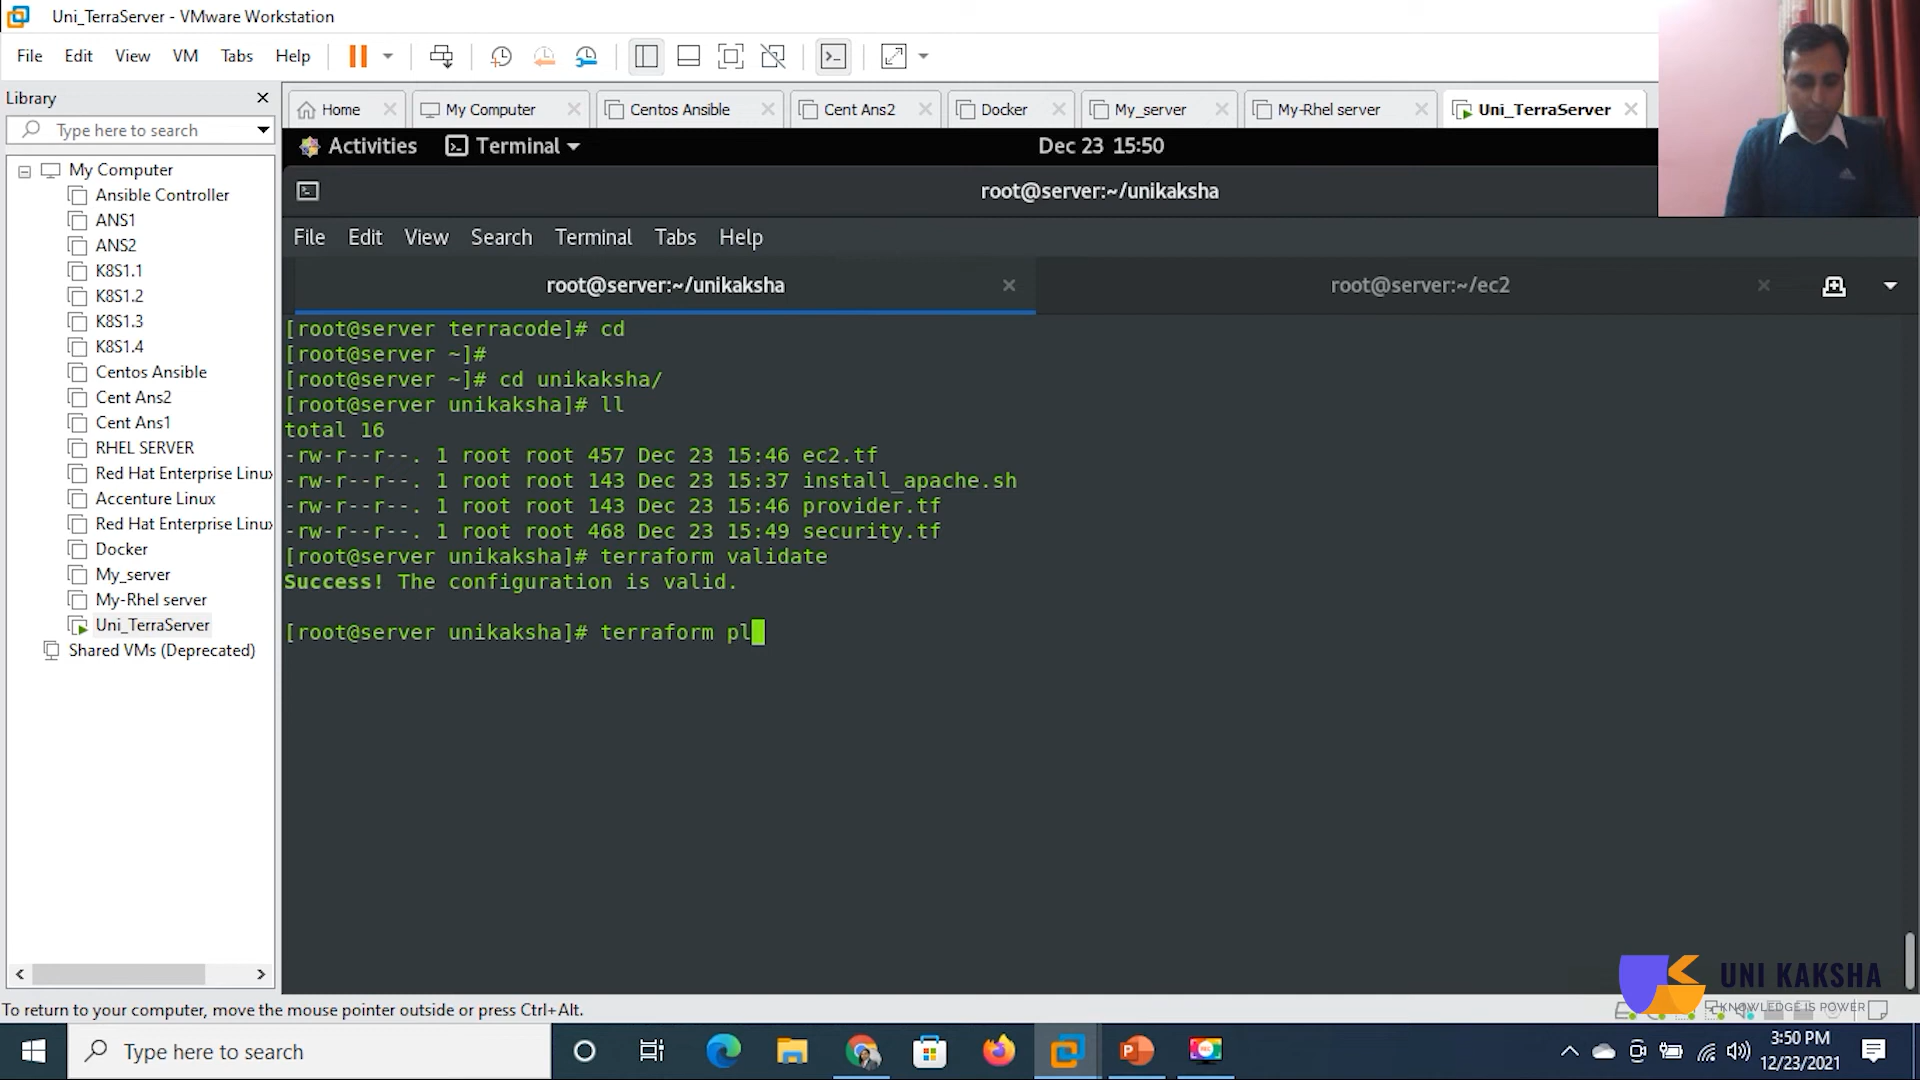 Uni_TerraServer - VMware Workstation
File Edit View VM Tabs Help
Library
Type here to search
Home My Computer Centos Ansible Cent Ans2 Docker My_server My-Rhel server Uni_TerraServer
My Computer
Ansible Controller
ANS1
ANS2
K8S1.1
K8S1.2
K8S1.3
K8S1.4
Centos Ansible
Cent Ans2
Cent Ans1
RHEL SERVER
Red Hat Enterprise Linux
Accenture Linux
Red Hat Enterprise Linux
Docker
My_server
My-Rhel server
Uni_TerraServer
Shared VMs (Deprecated)
Activities Terminal Dec 23 15:50
root@server:~/unikaksha
File Edit View Search Terminal Tabs Help
root@server:~/unikaksha root@server:~/ec2
[root@server terracode]# cd
[root@server ~]#
[root@server ~]# cd unikaksha/
[root@server unikaksha]# ll
total 16
-rw-r--r--. 1 root root 457 Dec 23 15:46 ec2.tf
-rw-r--r--. 1 root root 143 Dec 23 15:37 install_apache.sh
-rw-r--r--. 1 root root 143 Dec 23 15:46 provider.tf
-rw-r--r--. 1 root root 468 Dec 23 15:49 security.tf
[root@server unikaksha]# terraform validate
Success! The configuration is valid.
[root@server unikaksha]# terraform pl
UNI KAKSHA
KNOWLEDGE IS POWER
To return to your computer, move the mouse pointer outside or press Ctrl+Alt.
Type here to search
3:50 PM
12/23/2021